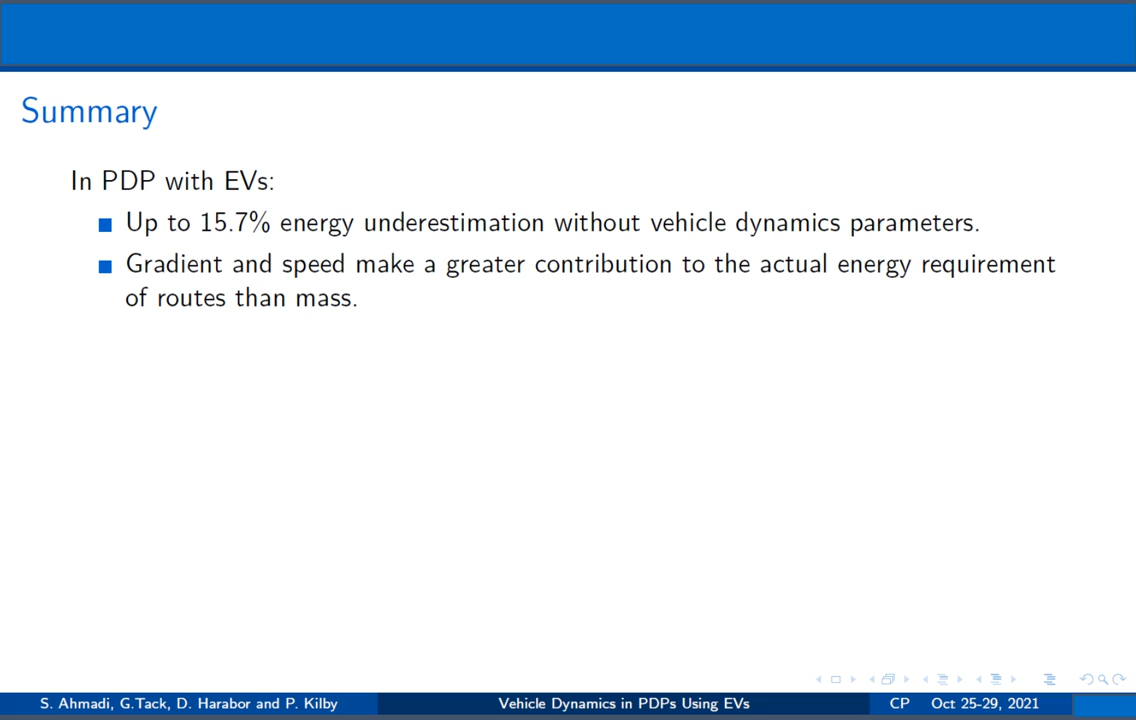 Summary
In PDP with EVs:
Up to 15.7% energy underestimation without vehicle dynamics parameters.
Gradient and speed make a greater contribution to the actual energy requirement
of routes than mass.
S. Ahmadi, G.Tack, D. Harabor and P. Kilby
Vehicle Dynamics in PDPs Using EVs
CP Oct 25-29, 2021